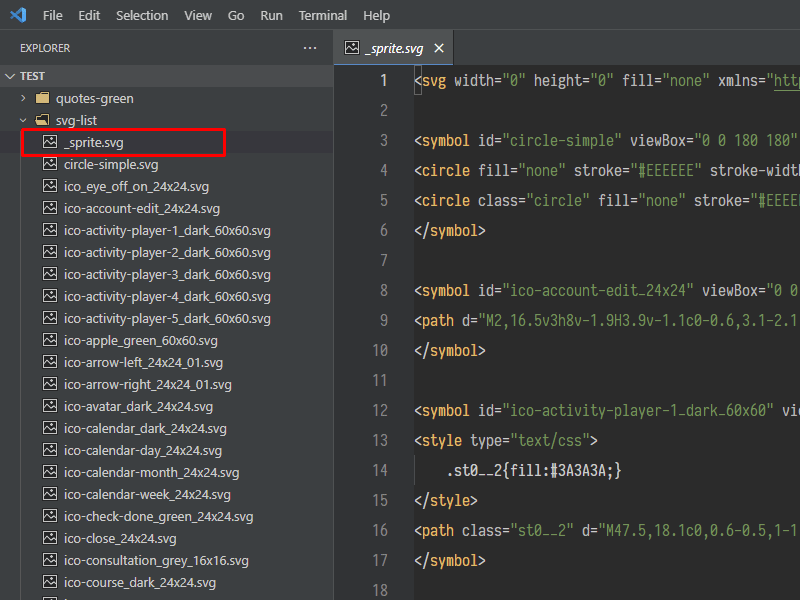 File Edit Selection View Go Run Terminal Help
EXPLORER ···
_sprite.svg ×
TEST
quotes-green
svg-list
_sprite.svg
circle-simple.svg
ico_eye_off_on_24x24.svg
ico-account-edit_24x24.svg
ico-activity-player-1_dark_60x60.svg
ico-activity-player-2_dark_60x60.svg
ico-activity-player-3_dark_60x60.svg
ico-activity-player-4_dark_60x60.svg
ico-activity-player-5_dark_60x60.svg
ico-apple_green_60x60.svg
ico-arrow-left_24x24_01.svg
ico-arrow-right_24x24_01.svg
ico-avatar_dark_24x24.svg
ico-calendar_dark_24x24.svg
ico-calendar-day_24x24.svg
ico-calendar-month_24x24.svg
ico-calendar-week_24x24.svg
ico-check-done_green_24x24.svg
ico-close_24x24.svg
ico-consultation_grey_16x16.svg
ico-course_dark_24x24.svg
1 <svg width="0" height="0" fill="none" xmlns="http
2
3 <symbol id="circle-simple" viewBox="0 0 180 180"
4 <circle fill="none" stroke="#EEEEEE" stroke-widt
5 <circle class="circle" fill="none" stroke="#EEEE
6 </symbol>
7
8 <symbol id="ico-account-edit_24x24" viewBox="0 0
9 <path d="M2,16.5v3h8v-1.9H3.9v-1.1c0-0.6,3.1-2.1
10 </symbol>
11
12 <symbol id="ico-activity-player-1_dark_60x60" vie
13 <style type="text/css">
14 .st0__2{fill:#3A3A3A;}
15 </style>
16 <path class="st0__2" d="M47.5,18.1c0,0.6-0.5,1-1
17 </symbol>
18